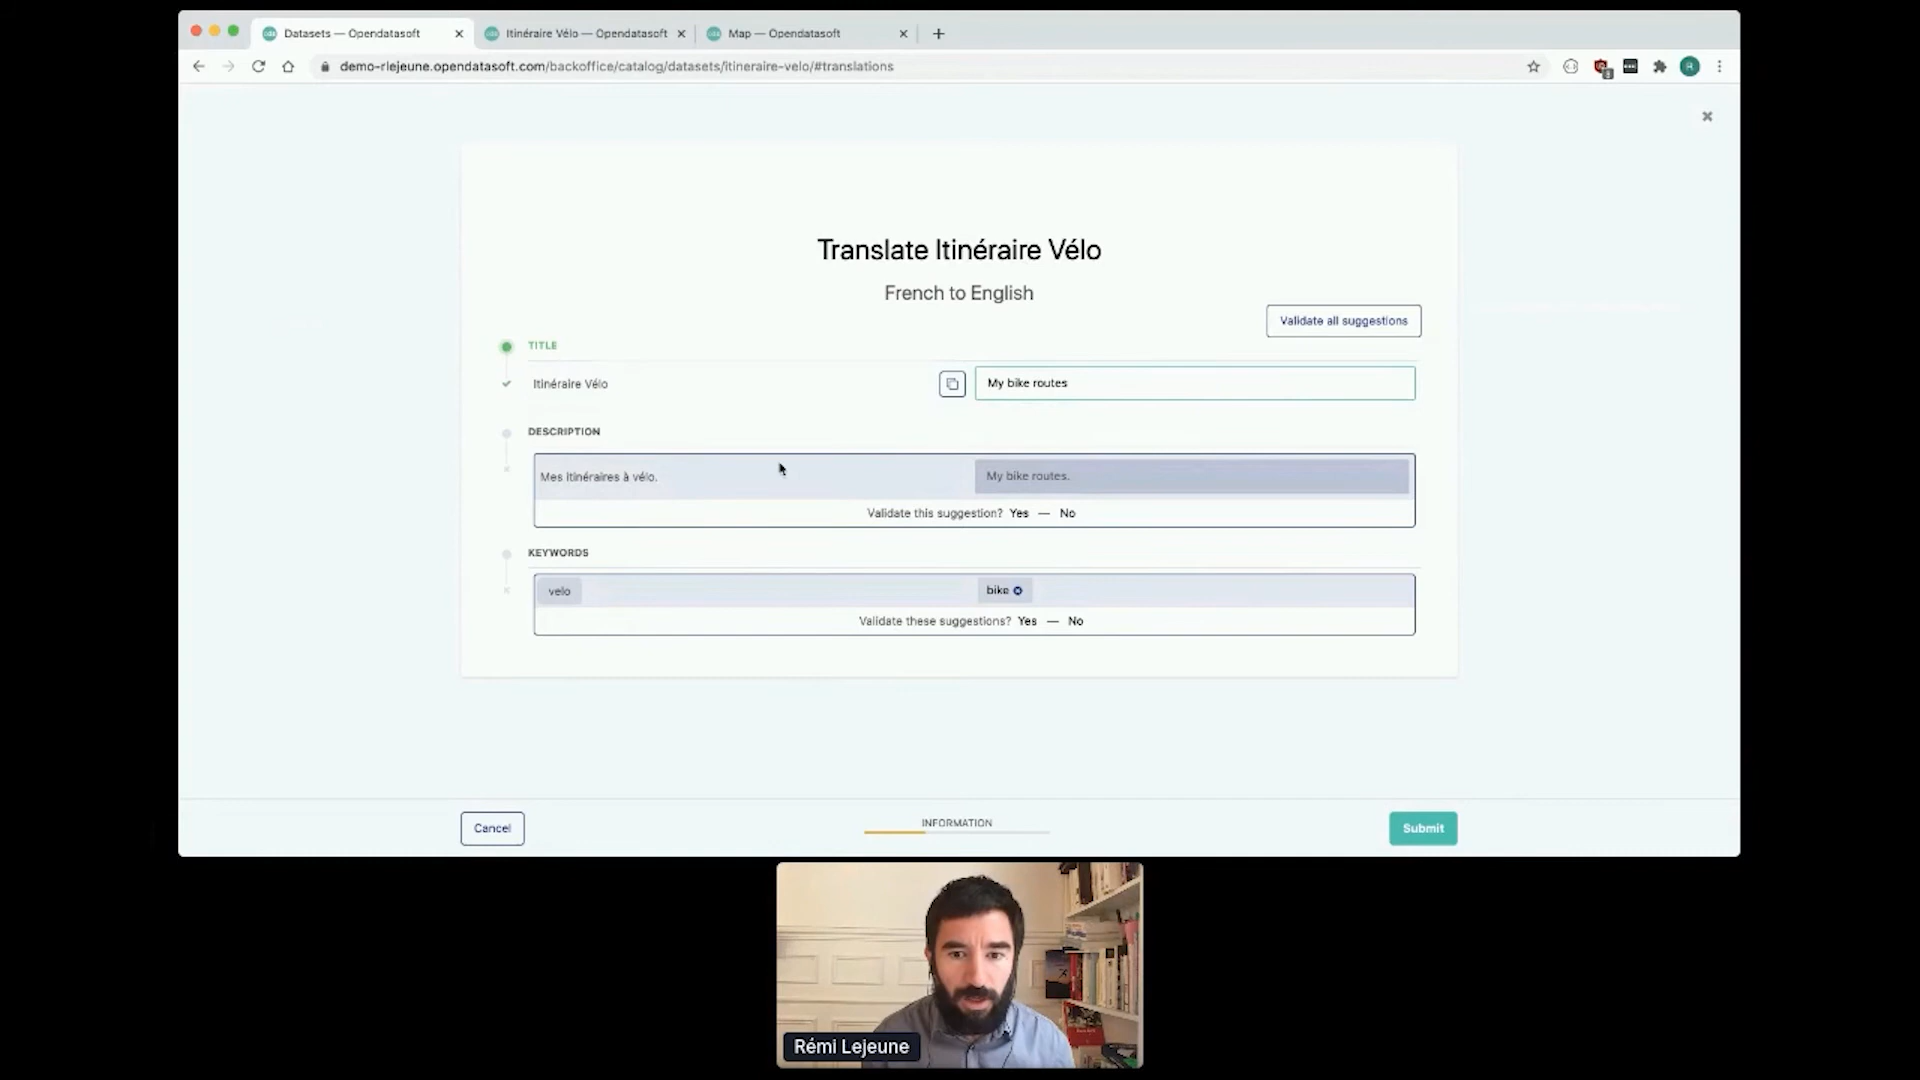 Datasets — Opendatasoft
Itinéraire Vélo — Opendatasoft
Map — Opendatasoft
demo-rlejeune.opendatasoft.com/backoffice/catalog/datasets/itineraire-velo/#translations
Translate Itinéraire Vélo
French to English
Validate all suggestions
TITLE
Itinéraire Vélo
My bike routes
DESCRIPTION
Mes itinéraires à vélo.
My bike routes.
Validate this suggestion? Yes — No
KEYWORDS
velo
bike
Validate these suggestions? Yes — No
Cancel
INFORMATION
Submit
Rémi Lejeune